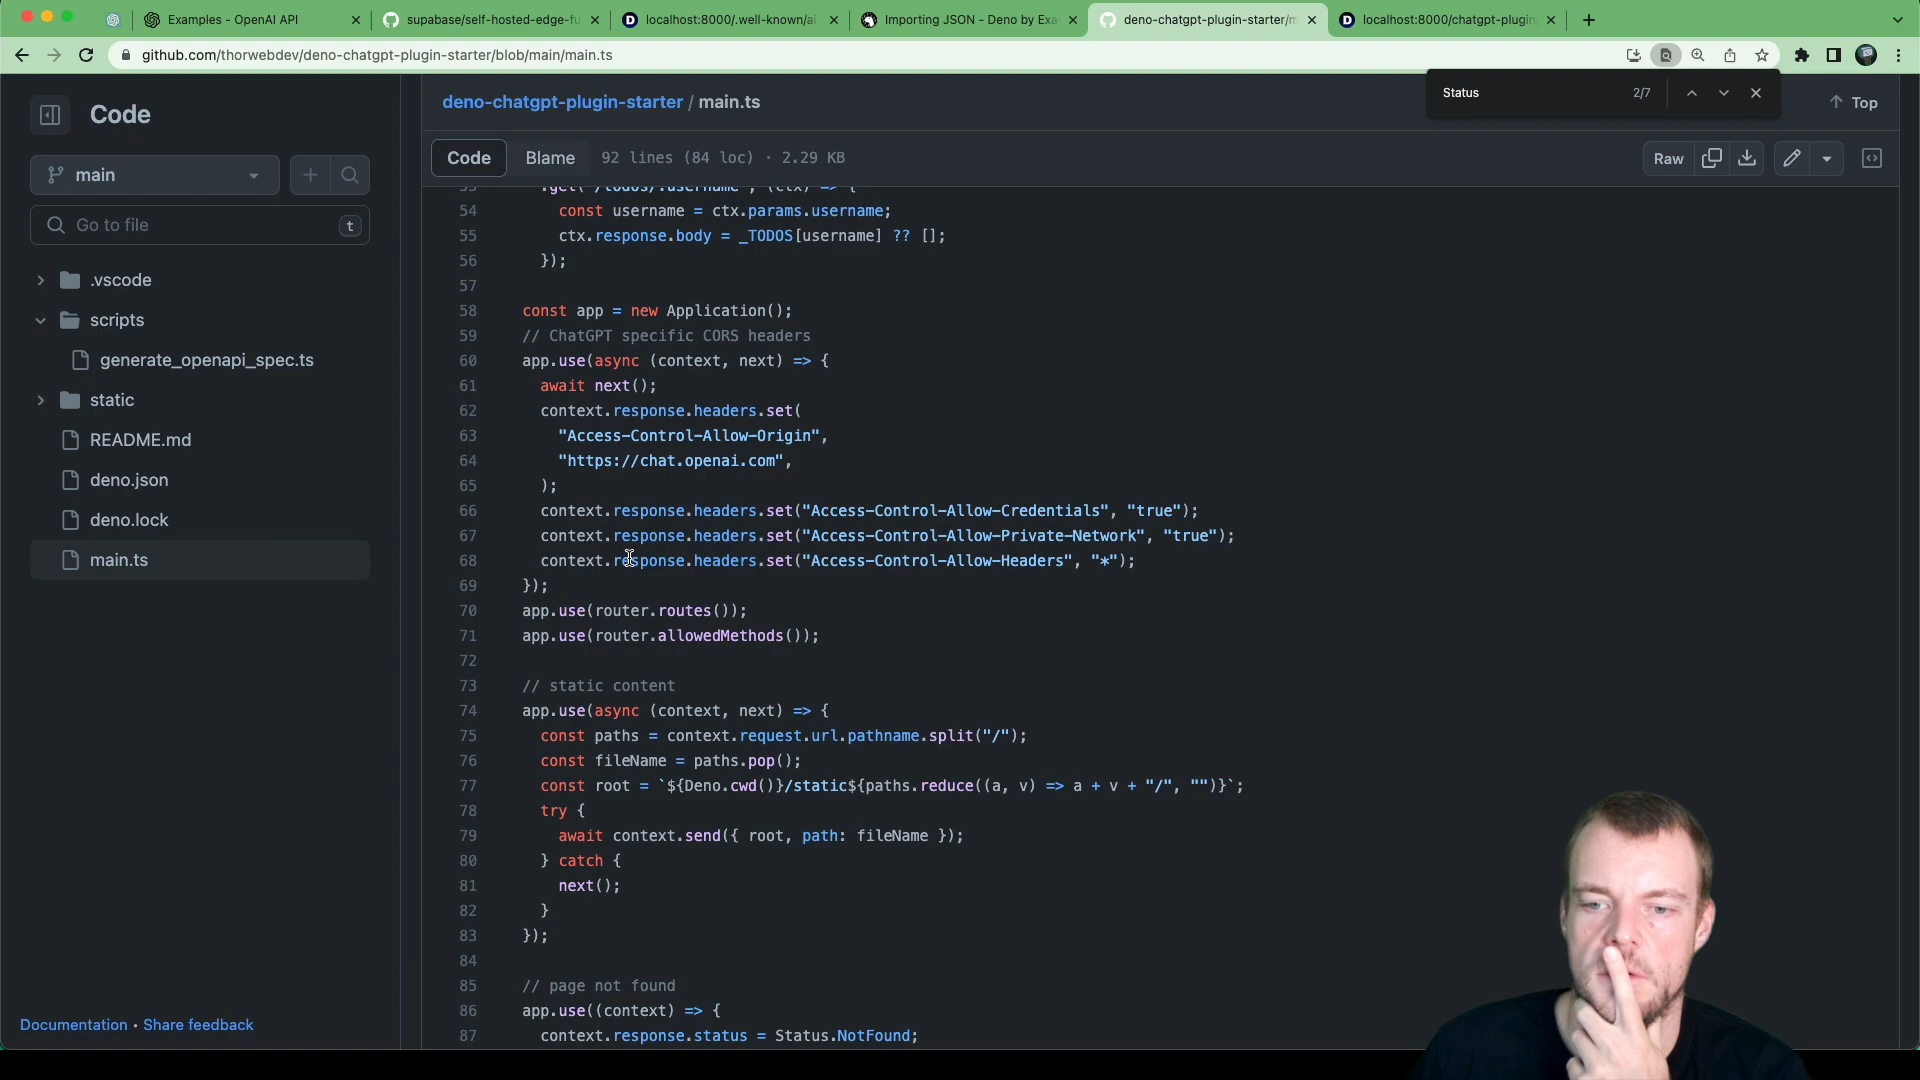 Examples - OpenAI API
supabase/self-hosted-edge-fu
localhost:8000/.well-known/ai-
Importing JSON - Deno by Exa
deno-chatgpt-plugin-starter/m
localhost:8000/chatgpt-plugin
github.com/thorwebdev/deno-chatgpt-plugin-starter/blob/main/main.ts
Status
2/7
Code
deno-chatgpt-plugin-starter / main.ts
Top
main
Code
Blame
92 lines (84 loc) · 2.29 KB
Raw
Go to file
t
.vscode
scripts
generate_openapi_spec.ts
static
README.md
deno.json
deno.lock
main.ts
Documentation • Share feedback
53 .get("/todos/:username", (ctx) => {
54 const username = ctx.params.username;
55 ctx.response.body = _TODOS[username] ?? [];
56 });
57
58 const app = new Application();
59 // ChatGPT specific CORS headers
60 app.use(async (context, next) => {
61 await next();
62 context.response.headers.set(
63 "Access-Control-Allow-Origin",
64 "https://chat.openai.com",
65 );
66 context.response.headers.set("Access-Control-Allow-Credentials", "true");
67 context.response.headers.set("Access-Control-Allow-Private-Network", "true");
68 context.response.headers.set("Access-Control-Allow-Headers", "*");
69 });
70 app.use(router.routes());
71 app.use(router.allowedMethods());
72
73 // static content
74 app.use(async (context, next) => {
75 const paths = context.request.url.pathname.split("/");
76 const fileName = paths.pop();
77 const root = `${Deno.cwd()}/static${paths.reduce((a, v) => a + v + "/", "")}`;
78 try {
79 await context.send({ root, path: fileName });
80 } catch {
81 next();
82 }
83 });
84
85 // page not found
86 app.use((context) => {
87 context.response.status = Status.NotFound;